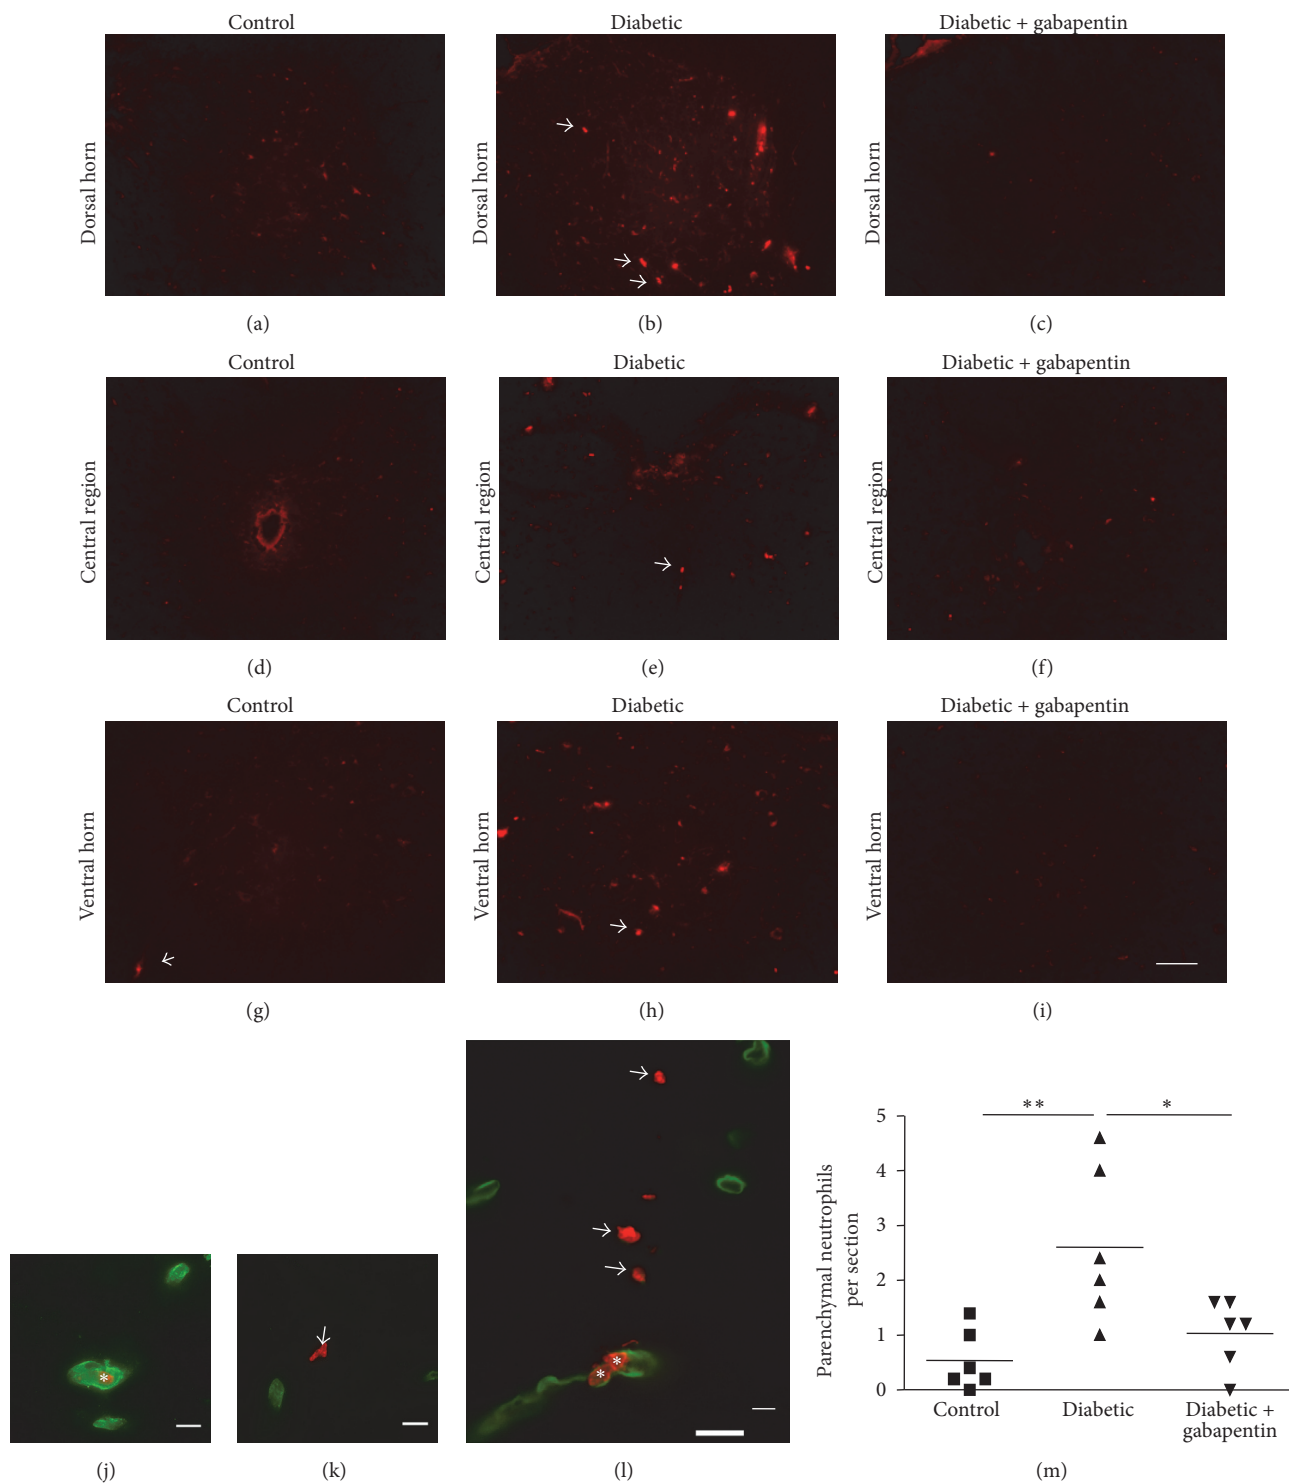 Control Diabetic Diabetic + gabapentin
Dorsal horn Dorsal horn Dorsal horn
(a) (b) (c)
Control Diabetic Diabetic + gabapentin
Central region Central region Central region
(d) (e) (f)
Control Diabetic Diabetic + gabapentin
Ventral horn Ventral horn Ventral horn
(g) (h) (i)
*
* *
** *
Parenchymal neutrophils
per section
5
4
3
2
1
0
Control Diabetic Diabetic +
gabapentin
(j) (k) (l) (m)